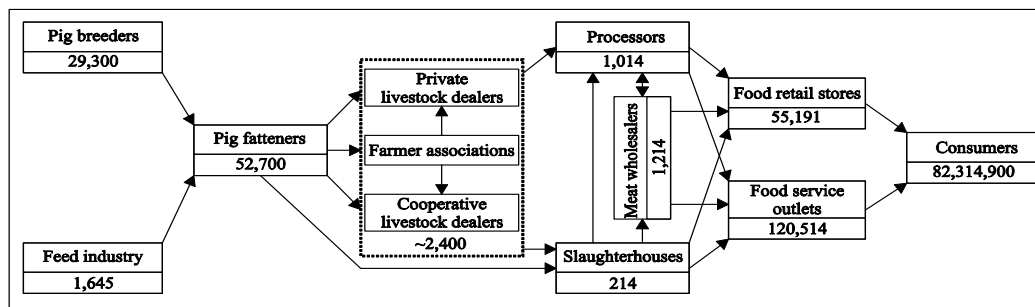 Pig breeders
29,300
Feed industry
1,645
Pig fatteners
52,700
Private
livestock dealers
Farmer associations
Cooperative
livestock dealers
~2,400
Processors
1,014
Meat wholesalers
1,214
Slaughterhouses
214
Food retail stores
55,191
Food service
outlets
120,514
Consumers
82,314,900